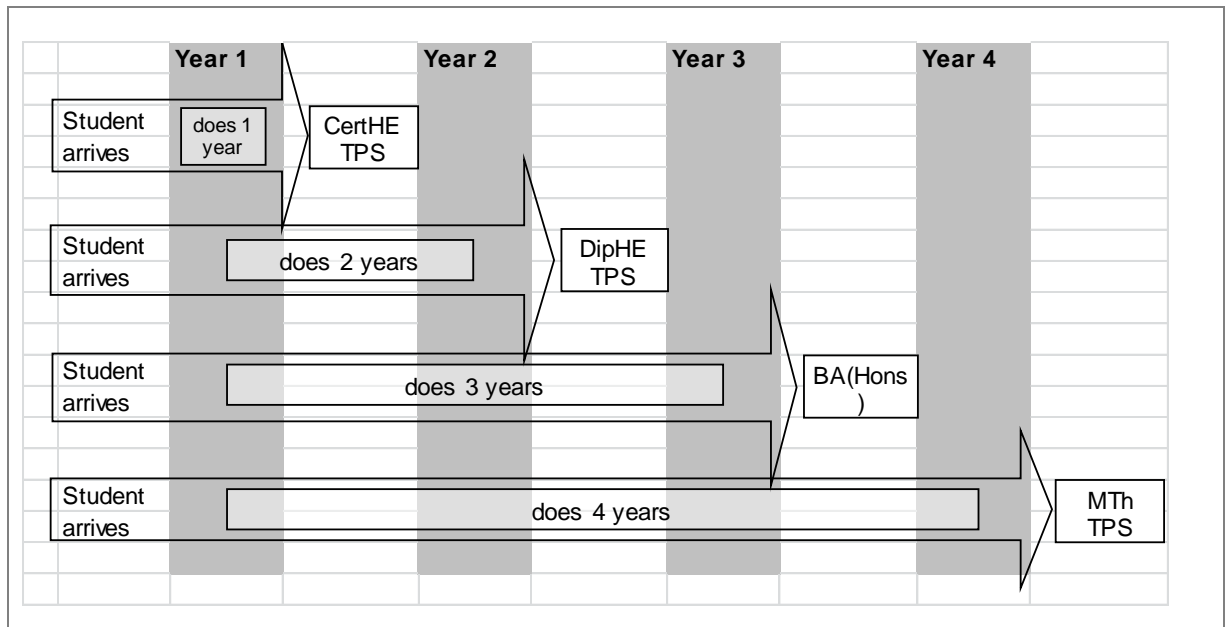 Year 1 Year 2 Year 3 Year 4
Student
arrives
does 1
year
CertHE
TPS
Student
arrives
does 2 years
DipHE
TPS
Student
arrives
does 3 years
BA(Hons
)
Student
arrives
does 4 years
MTh
TPS